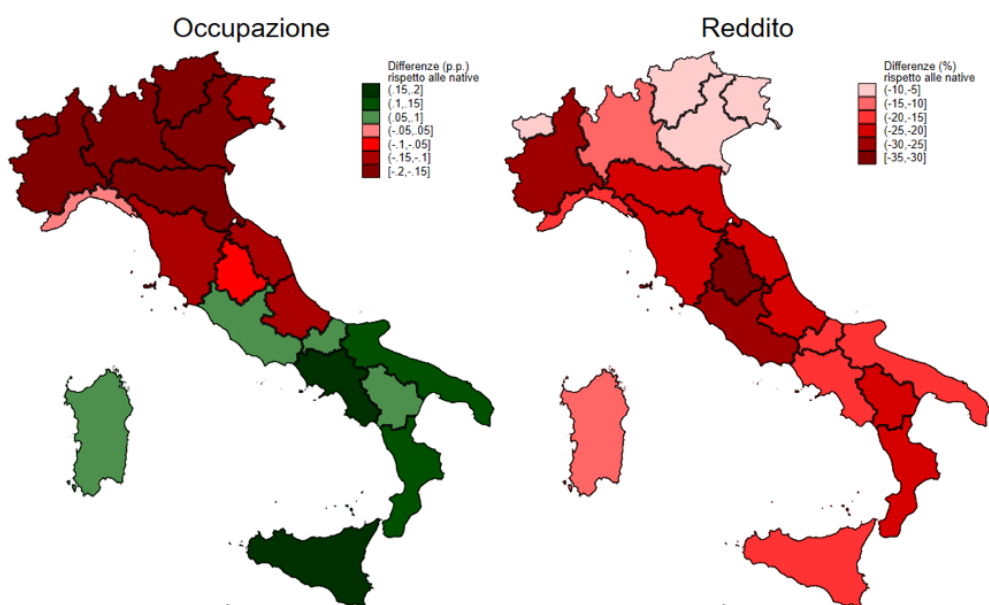 Occupazione
Differenze (p.p.)
rispetto alle native
(.15,.2]
(.1,.15]
(.05,.1]
(-.05,.05]
(-.1,-.05]
(-.15,-.1]
[-.2,-.15]
Reddito
Differenze (%)
rispetto alle native
(-10,-5]
(-15,-10]
(-20,-15]
(-25,-20]
(-30,-25]
[-35,-30]